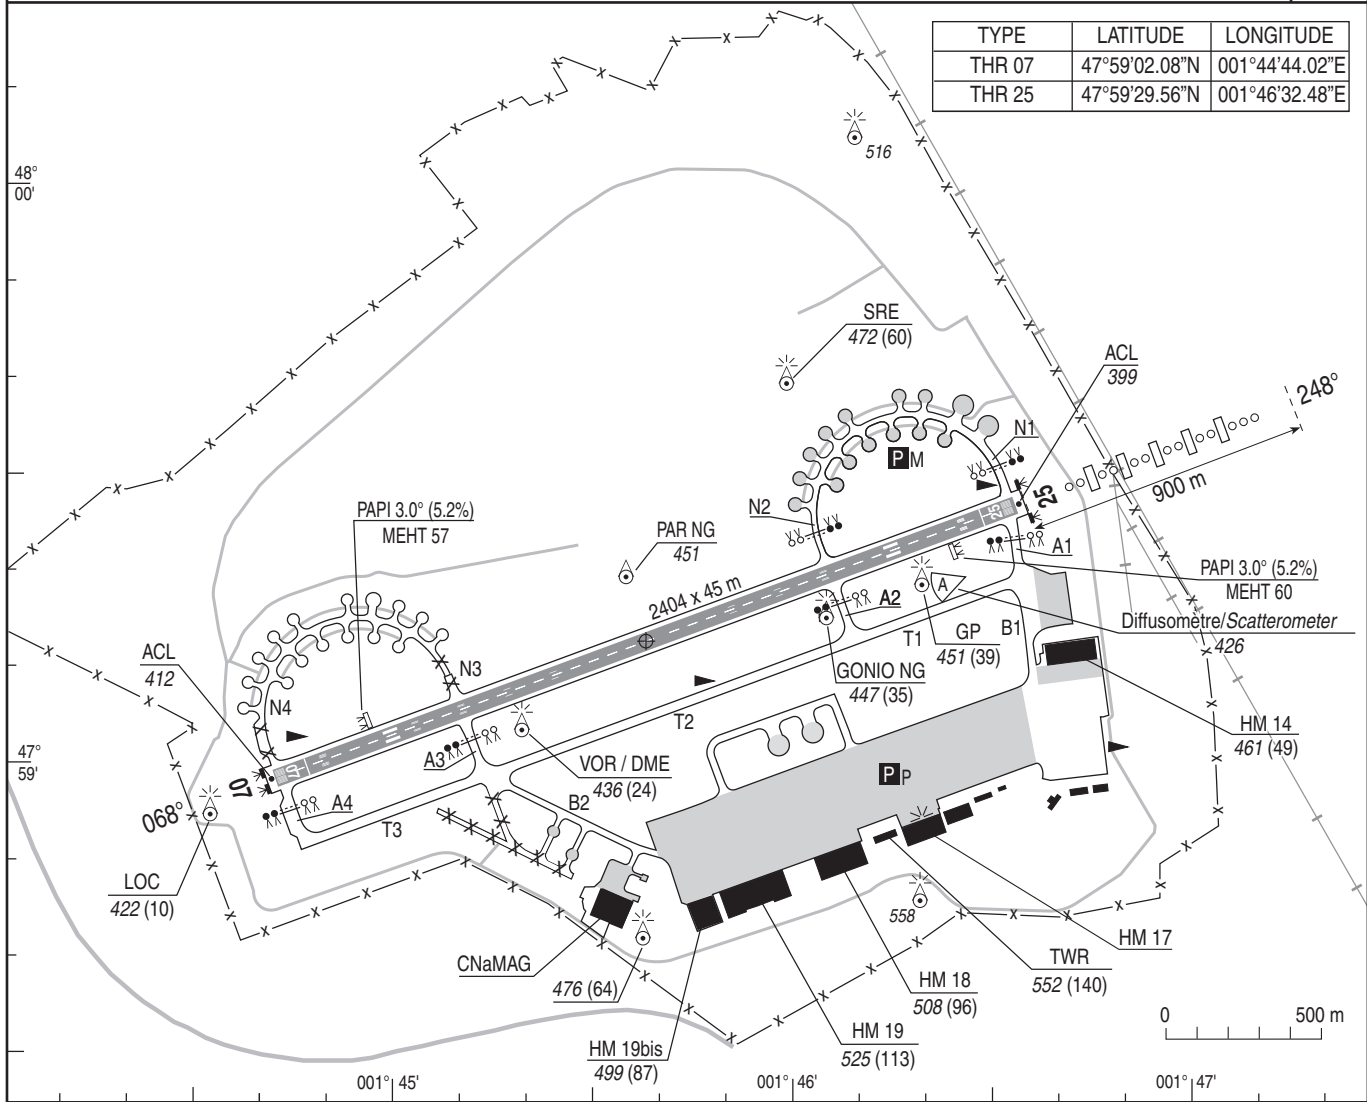 TYPE LATITUDE LONGITUDE
THR 07 47°59'02.08"N 001°44'44.02"E
THR 25 47°59'29.56"N 001°46'32.48"E
516
48°
00'
SRE
472 (60)
ACL
399
248°
N1
P M
25
25
900 m
PAPI 3.0° (5.2%)
MEHT 57
N2
PAR NG
451
A1
PAPI 3.0° (5.2%)
MEHT 60
2404 x 45 m
A
A2
Diffusomètre/Scatterometer
426
T1
B1
GP
451 (39)
ACL
412
N3
GONIO NG
447 (35)
N4
T2
HM 14
461 (49)
47°
59'
07
07
A3
VOR / DME
436 (24)
P P
068°
A4
B2
T3
LOC
422 (10)
558
HM 17
CNaMAG
TWR
552 (140)
476 (64)
HM 18
508 (96)
0 500 m
HM 19
525 (113)
HM 19bis
499 (87)
001° 45' 001° 46' 001° 47'